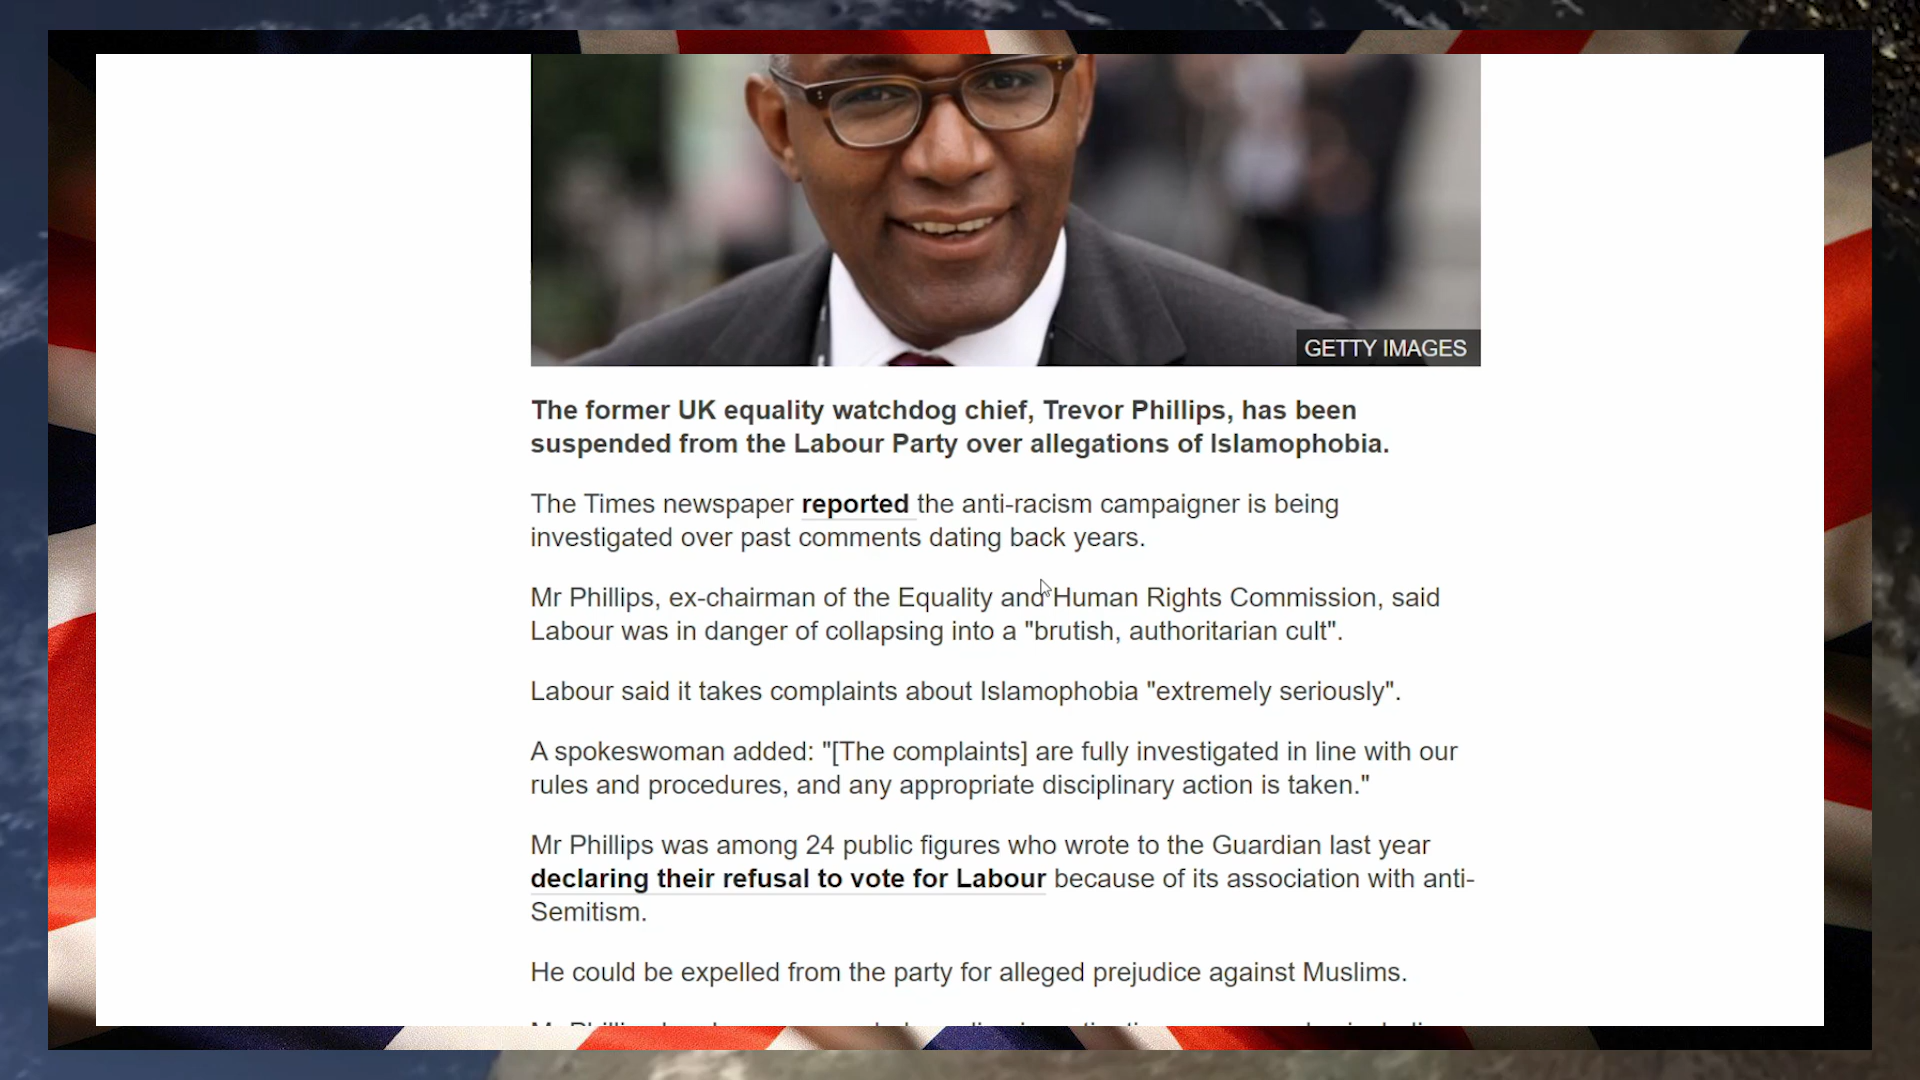 GETTY IMAGES
The former UK equality watchdog chief, Trevor Phillips, has been
suspended from the Labour Party over allegations of Islamophobia.
The Times newspaper reported the anti-racism campaigner is being
investigated over past comments dating back years.
Mr Phillips, ex-chairman of the Equality and Human Rights Commission, said
Labour was in danger of collapsing into a "brutish, authoritarian cult".
Labour said it takes complaints about Islamophobia "extremely seriously".
A spokeswoman added: "[The complaints] are fully investigated in line with our
rules and procedures, and any appropriate disciplinary action is taken."
Mr Phillips was among 24 public figures who wrote to the Guardian last year
declaring their refusal to vote for Labour because of its association with anti-
Semitism.
He could be expelled from the party for alleged prejudice against Muslims.